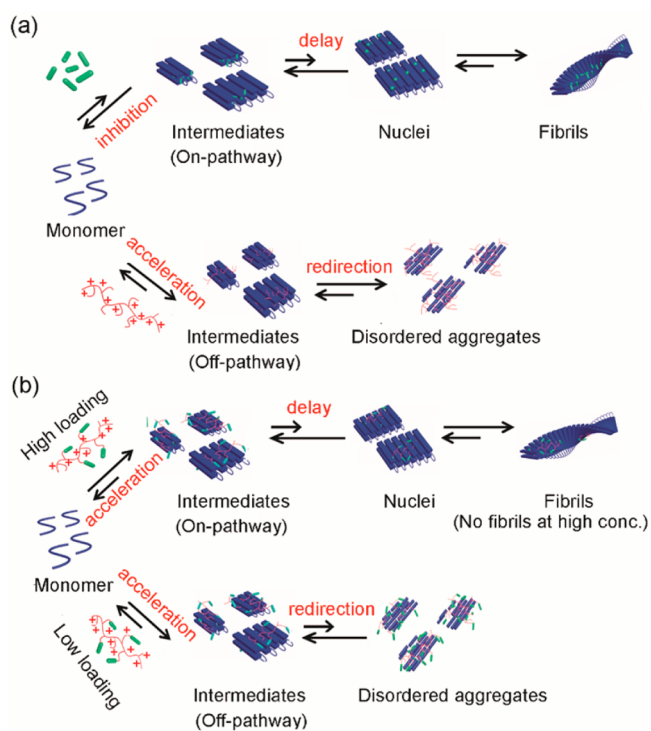 (a)
delay
inhibition
Intermediates
(On-pathway)
Nuclei
Fibrils
Monomer
acceleration
redirection
Intermediates
(Off-pathway)
Disordered aggregates
(b)
High loading
delay
acceleration
Intermediates
(On-pathway)
Nuclei
Fibrils
(No fibrils at high conc.)
Monomer
acceleration
redirection
Low loading
Intermediates
(Off-pathway)
Disordered aggregates